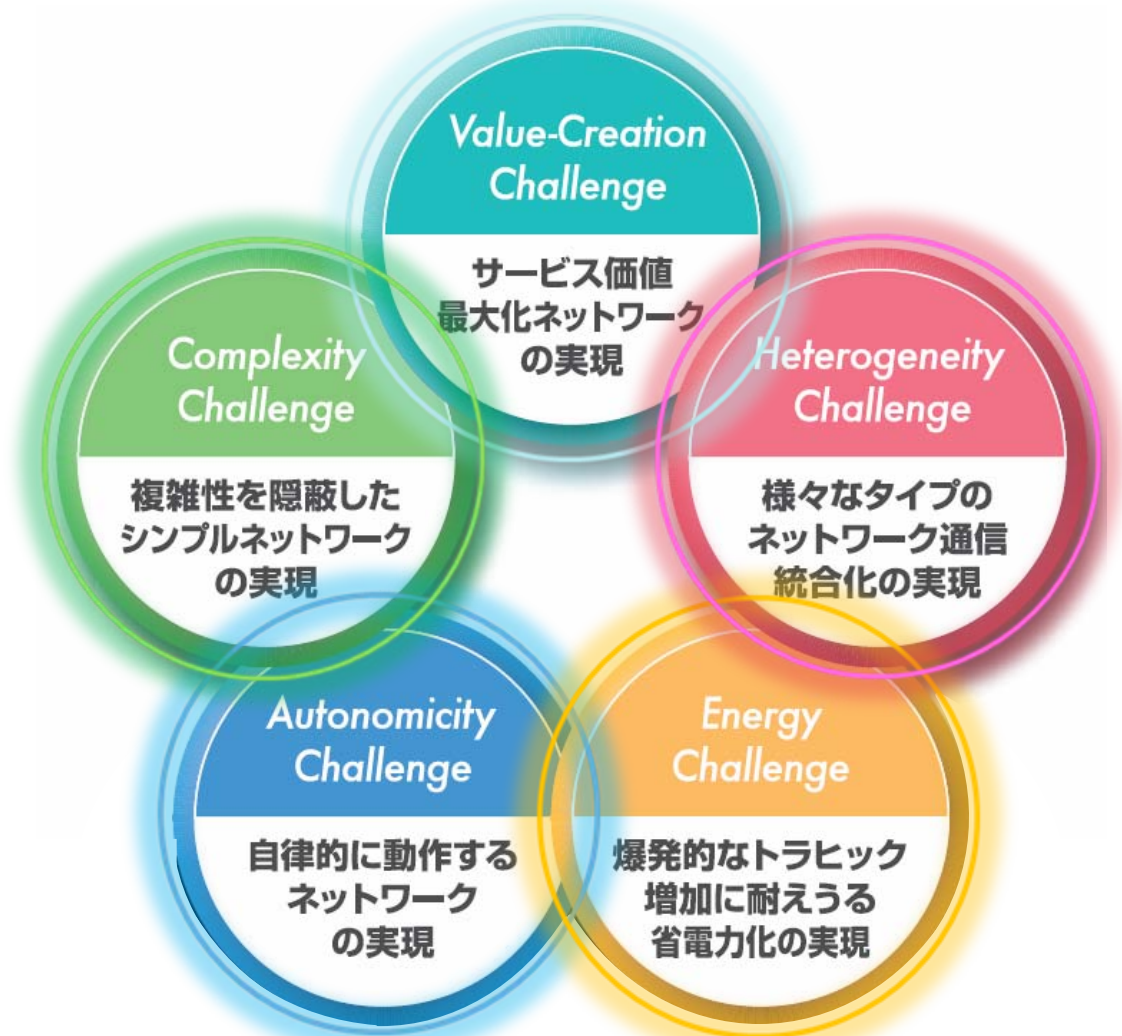 Value-Creation
Challenge
サービス価値
最大化ネットワーク
の実現
Complexity
Challenge
複雑性を隠蔽した
シンプルネットワーク
の実現
Heterogeneity
Challenge
様々なタイプの
ネットワーク通信
統合化の実現
Autonomicity
Challenge
自律的に動作する
ネットワーク
の実現
Energy
Challenge
爆発的なトラヒック
増加に耐えうる
省電力化の実現